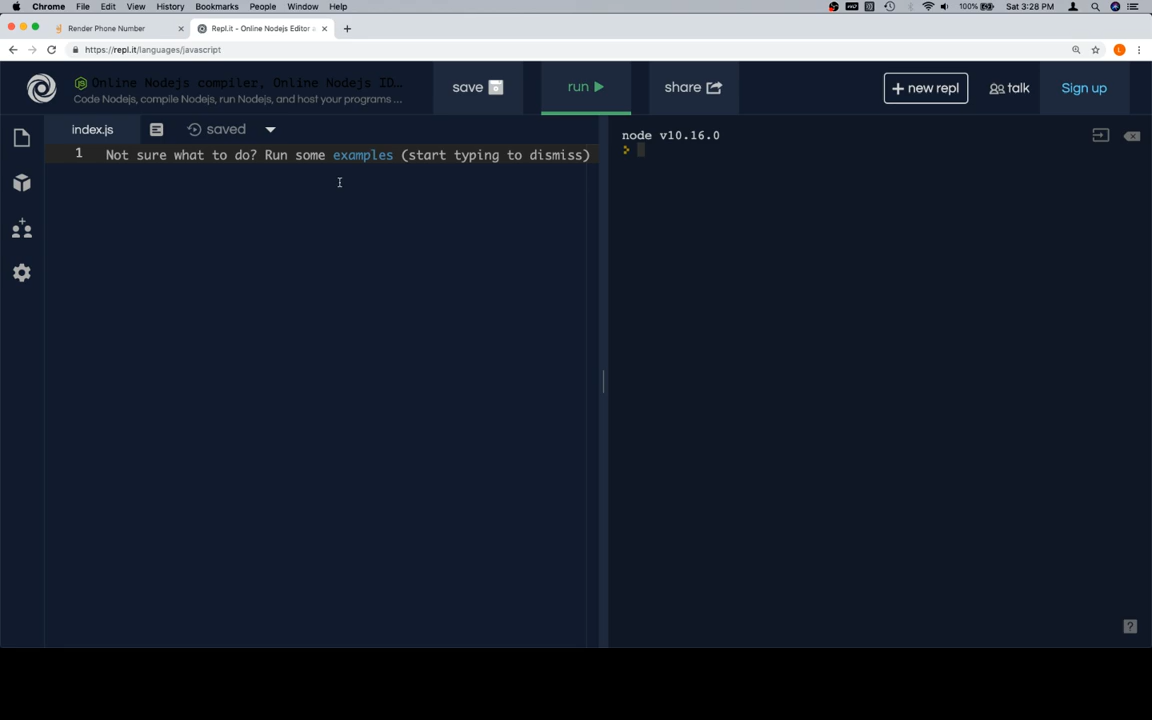 Chrome File Edit View History Bookmarks People Window Help 100% Sat 3:28 PM
Render Phone Number × Repl.it - Online Nodejs Editor × +
https://repl.it/languages/javascript L
Online Nodejs compiler, Online Nodejs ID...
Code Nodejs, compile Nodejs, run Nodejs, and host your programs ...
save run share + new repl talk Sign up
index.js saved
node v10.16.0
1 Not sure what to do? Run some examples (start typing to dismiss)
?